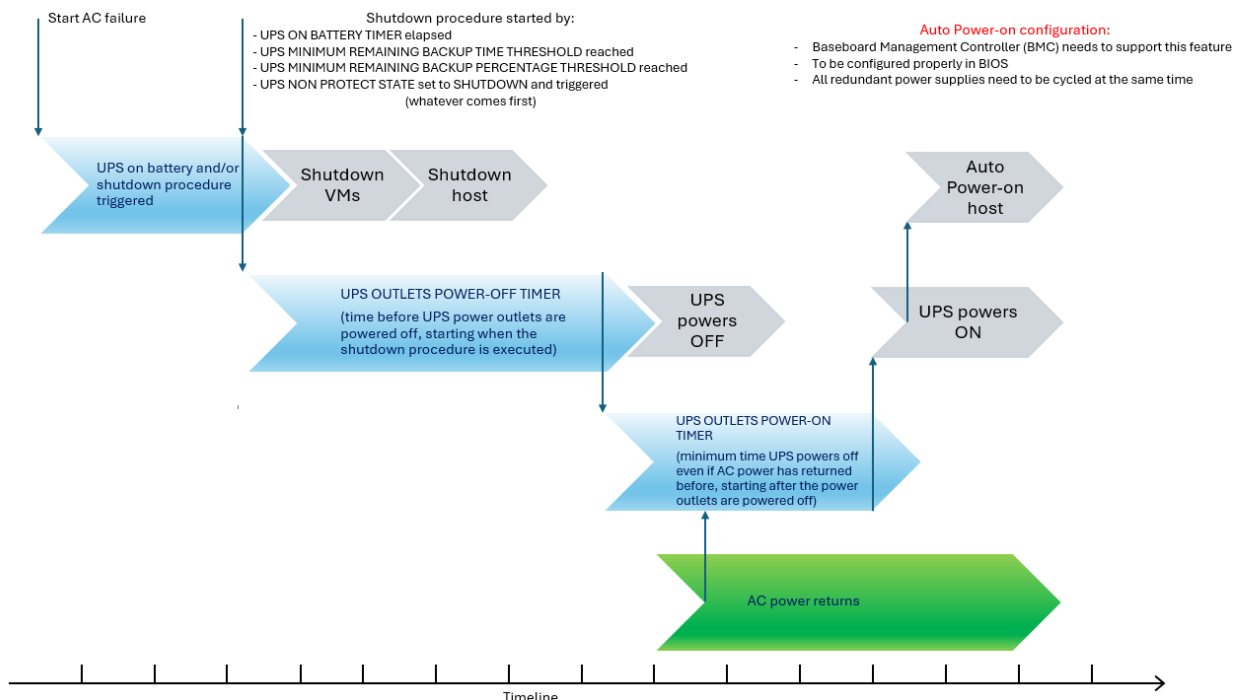 Start AC failure
Shutdown procedure started by:
- UPS ON BATTERY TIMER elapsed
- UPS MINIMUM REMAINING BACKUP TIME THRESHOLD reached
- UPS MINIMUM REMAINING BACKUP PERCENTAGE THRESHOLD reached
- UPS NON PROTECT STATE set to SHUTDOWN and triggered
(whatever comes first)
Auto Power-on configuration:
- Baseboard Management Controller (BMC) needs to support this feature
- To be configured properly in BIOS
- All redundant power supplies need to be cycled at the same time
UPS on battery and/or
shutdown procedure
triggered
Shutdown
VMs
Shutdown
host
Auto
Power-on
host
UPS OUTLETS POWER-OFF TIMER
(time before UPS power outlets are
powered off, starting when the
shutdown procedure is executed)
UPS
powers
OFF
UPS powers
ON
UPS OUTLETS POWER-ON
TIMER
(minimum time UPS powers off
even if AC power has returned
before, starting after the power
outlets are powered off)
AC power returns
Timeline